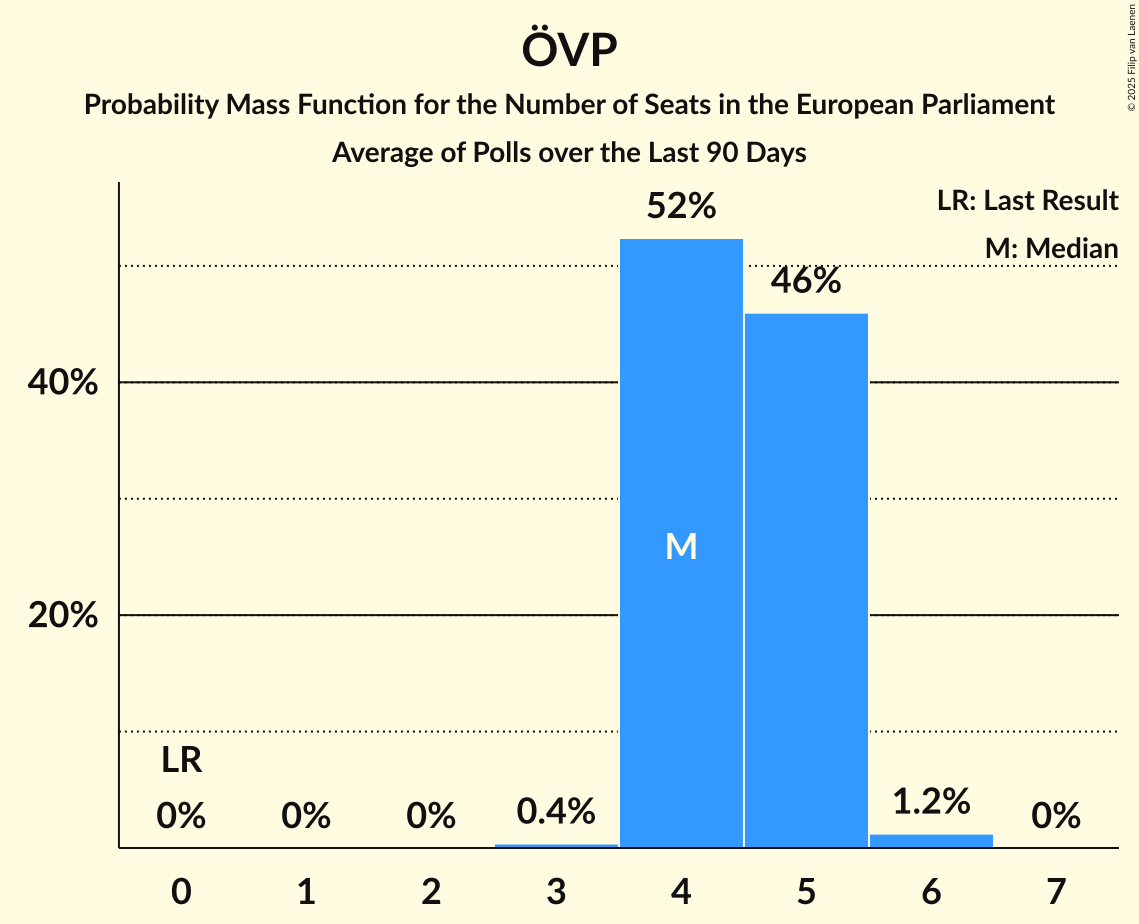 ÖVP
Probability Mass Function for the Number of Seats in the European Parliament
Average of Polls over the Last 90 Days
© 2025 Filip van Laenen
LR: Last Result
M: Median
52%
46%
40%
M
20%
LR
0% 0% 0% 0.4% 1.2% 0%
0 1 2 3 4 5 6 7